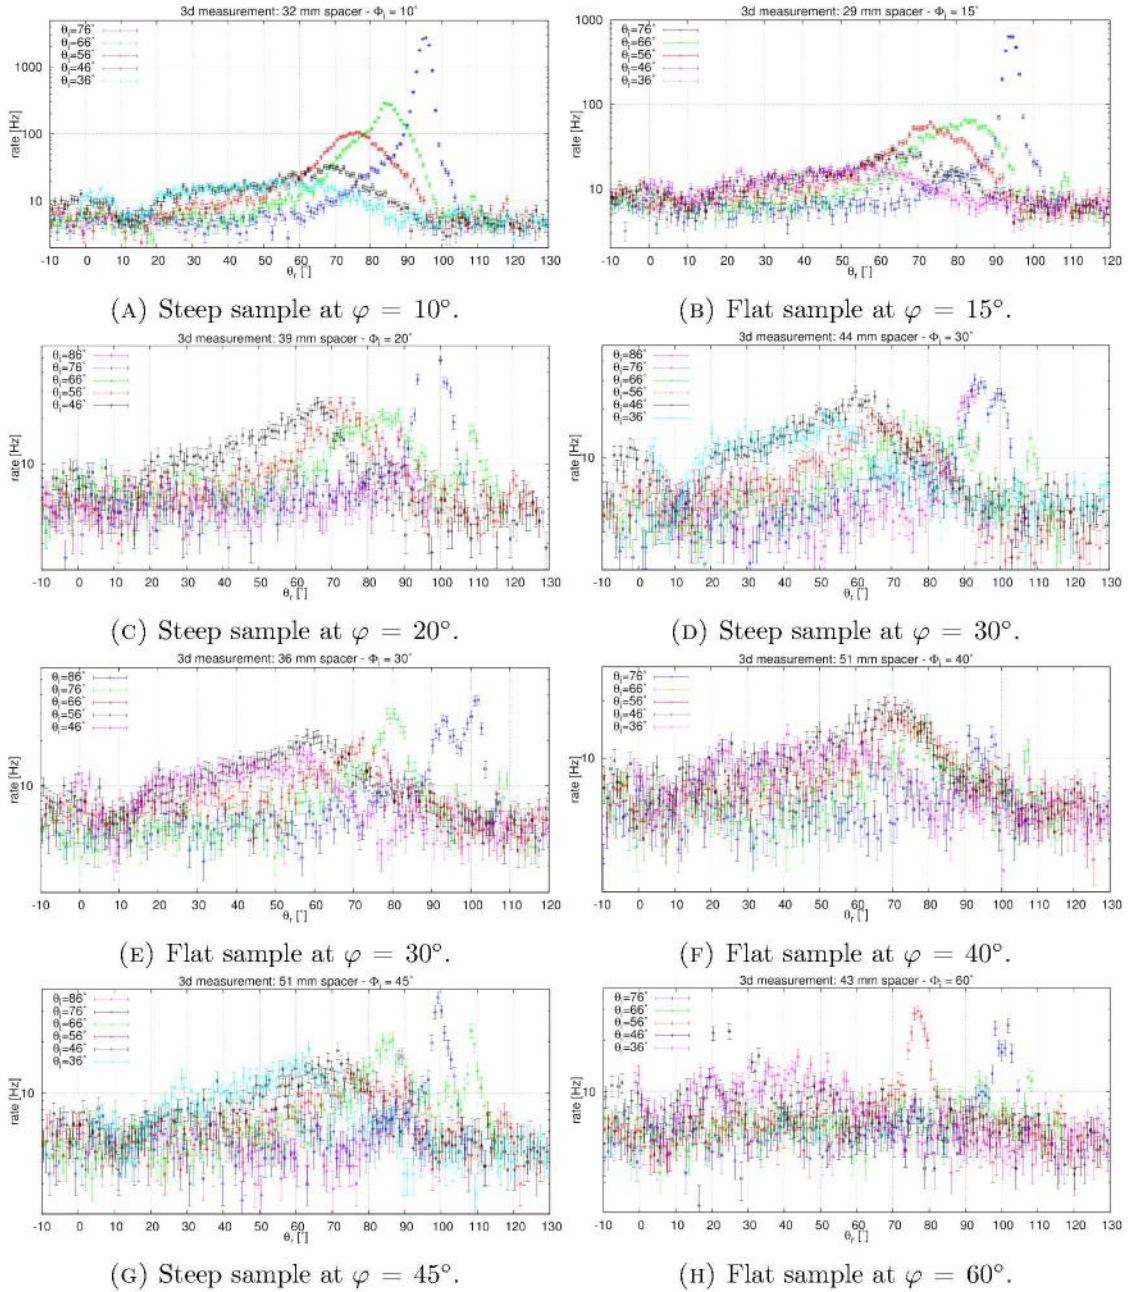 3d measurement: 32 mm spacer - Φi = 10°
θi=76°
θi=66°
θi=56°
θi=46°
θi=36°
1000
100
10
rate [Hz]
-10 0 10 20 30 40 50 60 70 80 90 100 110 120 130
θr [°]
(A) Steep sample at φ = 10°.
3d measurement: 29 mm spacer - Φi = 15°
θi=76°
θi=66°
θi=56°
θi=46°
θi=36°
1000
100
10
rate [Hz]
-10 0 10 20 30 40 50 60 70 80 90 100 110 120
θr [°]
(B) Flat sample at φ = 15°.
3d measurement: 39 mm spacer - Φi = 20°
θi=86°
θi=76°
θi=66°
θi=56°
θi=46°
10
rate [Hz]
-10 0 10 20 30 40 50 60 70 80 90 100 110 120 130
θr [°]
(C) Steep sample at φ = 20°.
3d measurement: 44 mm spacer - Φi = 30°
θi=86°
θi=76°
θi=66°
θi=56°
θi=46°
θi=36°
10
rate [Hz]
-10 0 10 20 30 40 50 60 70 80 90 100 110 120 130
θr [°]
(D) Steep sample at φ = 30°.
3d measurement: 36 mm spacer - Φi = 30°
θi=86°
θi=76°
θi=66°
θi=56°
θi=46°
10
rate [Hz]
-10 0 10 20 30 40 50 60 70 80 90 100 110 120
θr [°]
(E) Flat sample at φ = 30°.
3d measurement: 51 mm spacer - Φi = 40°
θi=76°
θi=66°
θi=56°
θi=46°
θi=36°
10
rate [Hz]
-10 0 10 20 30 40 50 60 70 80 90 100 110 120 130
θr [°]
(F) Flat sample at φ = 40°.
3d measurement: 51 mm spacer - Φi = 45°
θi=86°
θi=76°
θi=66°
θi=56°
θi=46°
θi=36°
10
rate [Hz]
-10 0 10 20 30 40 50 60 70 80 90 100 110 120 130
θr [°]
(G) Steep sample at φ = 45°.
3d measurement: 43 mm spacer - Φi = 60°
θi=76°
θi=66°
θi=56°
θi=46°
θi=36°
10
rate [Hz]
-10 0 10 20 30 40 50 60 70 80 90 100 110 120 130
θr [°]
(H) Flat sample at φ = 60°.